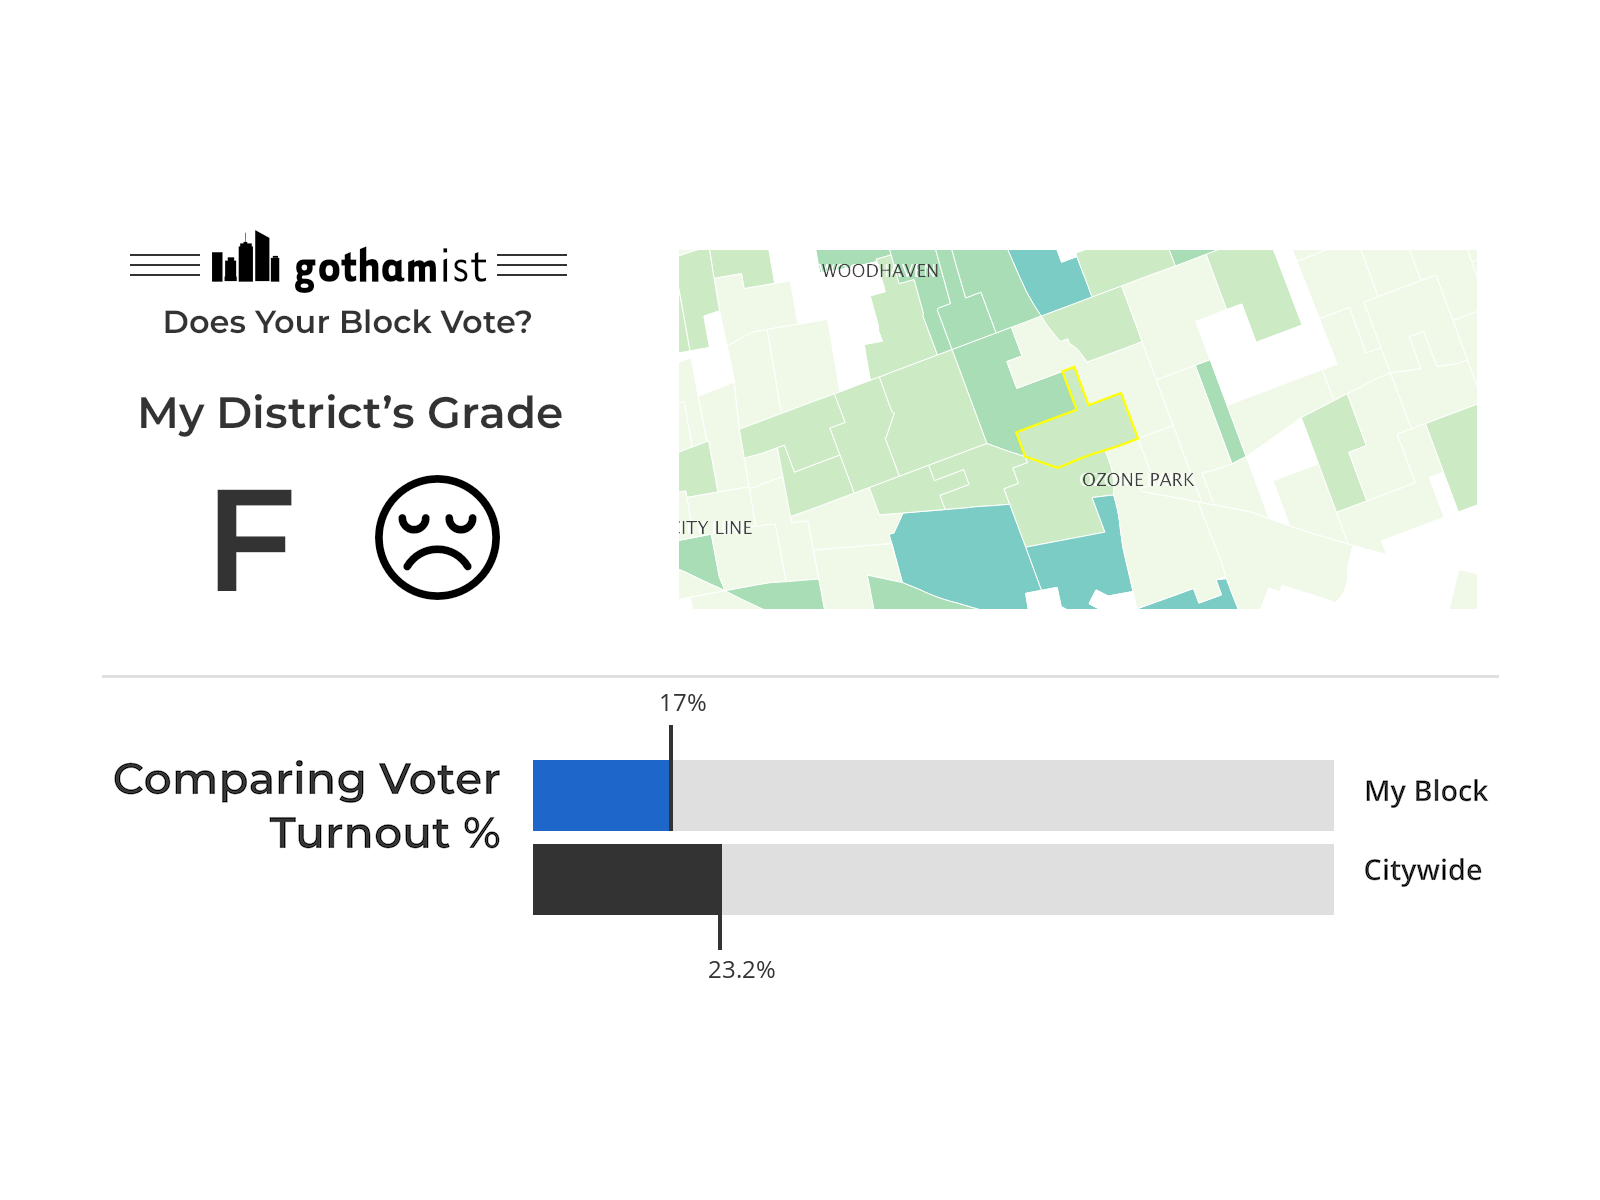 gothamist
Does Your Block Vote?
My District's Grade
F
WOODHAVEN
OZONE PARK
CITY LINE
17%
Comparing Voter
Turnout %
My Block
Citywide
23.2%